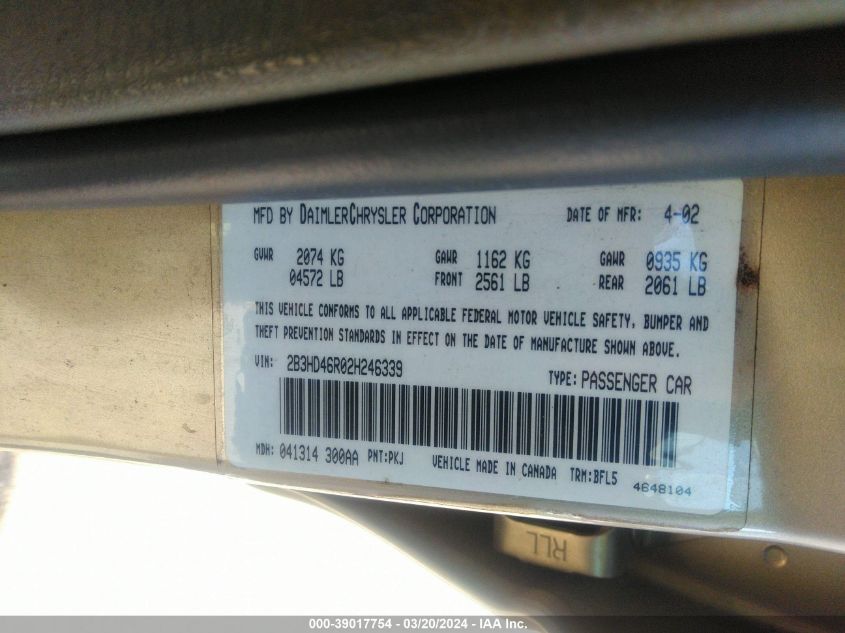 MFD BY DAIMLERCHRYSLER CORPORATION DATE OF MFR: 4-02
GVWR 2074 KG GAWR 1162 KG GAWR 0935 KG
04572 LB FRONT 2561 LB REAR 2061 LB
THIS VEHICLE CONFORMS TO ALL APPLICABLE FEDERAL MOTOR VEHICLE SAFETY, BUMPER AND
THEFT PREVENTION STANDARDS IN EFFECT ON THE DATE OF MANUFACTURE SHOWN ABOVE.
VIN: 2B3HD46R02H246339 TYPE: PASSENGER CAR
MDH: 041314 300AA PNT:PKJ VEHICLE MADE IN CANADA TRM:BFL5
4648104
RLL
000-39017754 — 03/20/2024 — IAA Inc.